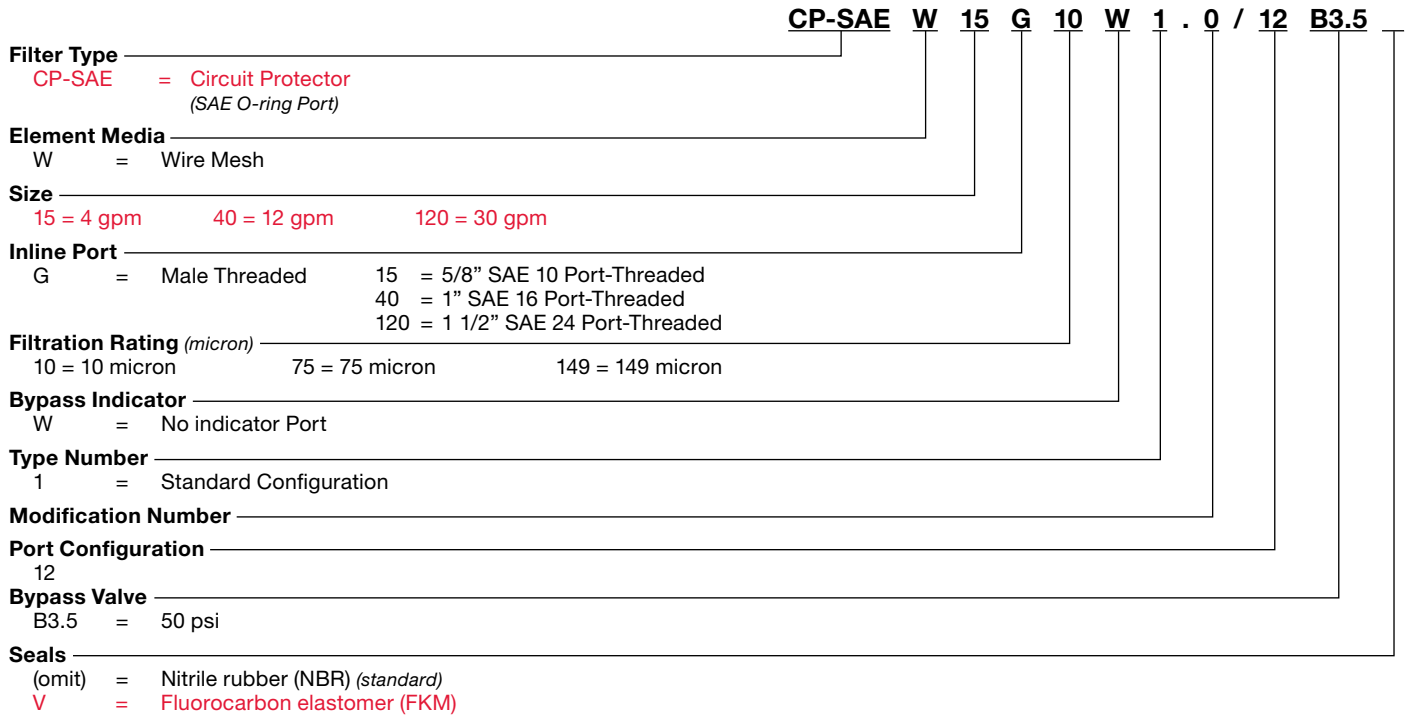 CP-SAE W 15 G 10 W 1 . 0 / 12 B3.5
Filter Type
CP-SAE = Circuit Protector
(SAE O-ring Port)
Element Media
W = Wire Mesh
Size
15 = 4 gpm 40 = 12 gpm 120 = 30 gpm
Inline Port
G = Male Threaded 15 = 5/8” SAE 10 Port-Threaded
40 = 1” SAE 16 Port-Threaded
120 = 1 1/2” SAE 24 Port-Threaded
Filtration Rating (micron)
10 = 10 micron 75 = 75 micron 149 = 149 micron
Bypass Indicator
W = No indicator Port
Type Number
1 = Standard Configuration
Modification Number
Port Configuration
12
Bypass Valve
B3.5 = 50 psi
Seals
(omit) = Nitrile rubber (NBR) (standard)
V = Fluorocarbon elastomer (FKM)